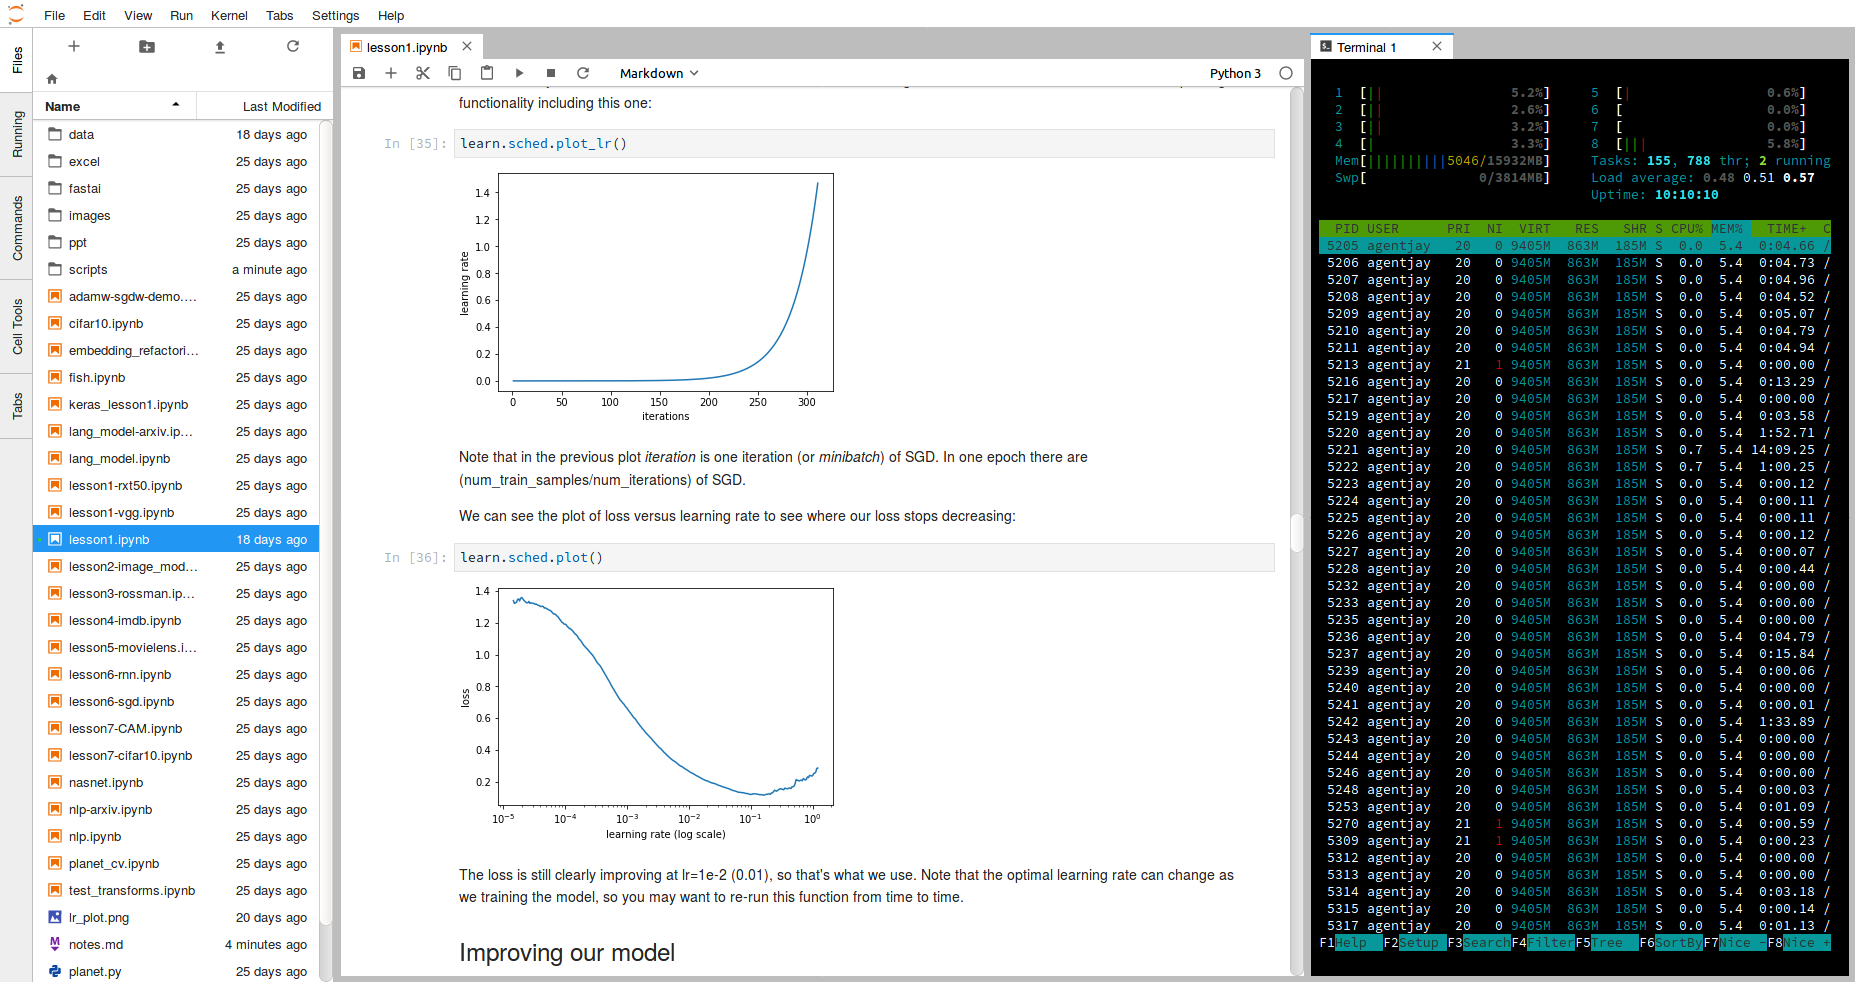 File Edit View Run Kernel Tabs Settings Help
Files
Running
Commands
Cell Tools
Tabs
Name Last Modified
data 18 days ago
excel 25 days ago
fastai 25 days ago
images 25 days ago
ppt 25 days ago
scripts a minute ago
adamw-sgdw-demo.... 25 days ago
cifar10.ipynb 25 days ago
embedding_refactori... 25 days ago
fish.ipynb 25 days ago
keras_lesson1.ipynb 25 days ago
lang_model-arxiv.ip... 25 days ago
lang_model.ipynb 25 days ago
lesson1-rxt50.ipynb 25 days ago
lesson1-vgg.ipynb 25 days ago
lesson1.ipynb 18 days ago
lesson2-image_mod... 25 days ago
lesson3-rossman.ip... 25 days ago
lesson4-imdb.ipynb 25 days ago
lesson5-movielens.i... 25 days ago
lesson6-rnn.ipynb 25 days ago
lesson6-sgd.ipynb 25 days ago
lesson7-CAM.ipynb 25 days ago
lesson7-cifar10.ipynb 25 days ago
nasnet.ipynb 25 days ago
nlp-arxiv.ipynb 25 days ago
nlp.ipynb 25 days ago
planet_cv.ipynb 25 days ago
test_transforms.ipynb 25 days ago
lr_plot.png 20 days ago
notes.md 4 minutes ago
planet.py 25 days ago
lesson1.ipynb
Markdown Python 3
functionality including this one:
In [35]: learn.sched.plot_lr()
1.4
1.2
1.0
0.8
0.6
0.4
0.2
0.0
learning rate
0 50 100 150 200 250 300
iterations
Note that in the previous plot iteration is one iteration (or minibatch) of SGD. In one epoch there are
(num_train_samples/num_iterations) of SGD.
We can see the plot of loss versus learning rate to see where our loss stops decreasing:
In [36]: learn.sched.plot()
1.4
1.2
1.0
0.8
0.6
0.4
0.2
loss
10⁻⁵ 10⁻⁴ 10⁻³ 10⁻² 10⁻¹ 10⁰
learning rate (log scale)
The loss is still clearly improving at lr=1e-2 (0.01), so that's what we use. Note that the optimal learning rate can change as
we training the model, so you may want to re-run this function from time to time.
Improving our model
Terminal 1
1 [|| 5.2%] 5 [| 0.6%]
2 [|| 2.6%] 6 [ 0.0%]
3 [|| 3.2%] 7 [ 0.0%]
4 [| 3.3%] 8 [||| 5.8%]
Mem[||||||||||5046/15932MB] Tasks: 155, 788 thr; 2 running
Swp[ 0/3814MB] Load average: 0.48 0.51 0.57
Uptime: 10:10:10
PID USER PRI NI VIRT RES SHR S CPU% MEM% TIME+ C
5205 agentjay 20 0 9405M 863M 185M S 0.0 5.4 0:04.66 /
5206 agentjay 20 0 9405M 863M 185M S 0.0 5.4 0:04.73 /
5207 agentjay 20 0 9405M 863M 185M S 0.0 5.4 0:04.96 /
5208 agentjay 20 0 9405M 863M 185M S 0.0 5.4 0:04.52 /
5209 agentjay 20 0 9405M 863M 185M S 0.0 5.4 0:05.07 /
5210 agentjay 20 0 9405M 863M 185M S 0.0 5.4 0:04.79 /
5211 agentjay 20 0 9405M 863M 185M S 0.0 5.4 0:04.94 /
5213 agentjay 21 1 9405M 863M 185M S 0.0 5.4 0:00.00 /
5216 agentjay 20 0 9405M 863M 185M S 0.0 5.4 0:13.29 /
5217 agentjay 20 0 9405M 863M 185M S 0.0 5.4 0:00.00 /
5219 agentjay 20 0 9405M 863M 185M S 0.0 5.4 0:03.58 /
5220 agentjay 20 0 9405M 863M 185M S 0.0 5.4 1:52.71 /
5221 agentjay 20 0 9405M 863M 185M S 0.7 5.4 14:09.25 /
5222 agentjay 20 0 9405M 863M 185M S 0.7 5.4 1:00.25 /
5223 agentjay 20 0 9405M 863M 185M S 0.0 5.4 0:00.12 /
5224 agentjay 20 0 9405M 863M 185M S 0.0 5.4 0:00.11 /
5225 agentjay 20 0 9405M 863M 185M S 0.0 5.4 0:00.11 /
5226 agentjay 20 0 9405M 863M 185M S 0.0 5.4 0:00.12 /
5227 agentjay 20 0 9405M 863M 185M S 0.0 5.4 0:00.07 /
5228 agentjay 20 0 9405M 863M 185M S 0.0 5.4 0:00.44 /
5232 agentjay 20 0 9405M 863M 185M S 0.0 5.4 0:00.00 /
5233 agentjay 20 0 9405M 863M 185M S 0.0 5.4 0:00.00 /
5235 agentjay 20 0 9405M 863M 185M S 0.0 5.4 0:00.00 /
5236 agentjay 20 0 9405M 863M 185M S 0.0 5.4 0:04.79 /
5237 agentjay 20 0 9405M 863M 185M S 0.0 5.4 0:15.84 /
5239 agentjay 20 0 9405M 863M 185M S 0.0 5.4 0:00.06 /
5240 agentjay 20 0 9405M 863M 185M S 0.0 5.4 0:00.00 /
5241 agentjay 20 0 9405M 863M 185M S 0.0 5.4 0:00.01 /
5242 agentjay 20 0 9405M 863M 185M S 0.0 5.4 1:33.89 /
5243 agentjay 20 0 9405M 863M 185M S 0.0 5.4 0:00.00 /
5244 agentjay 20 0 9405M 863M 185M S 0.0 5.4 0:00.00 /
5246 agentjay 20 0 9405M 863M 185M S 0.0 5.4 0:00.00 /
5248 agentjay 20 0 9405M 863M 185M S 0.0 5.4 0:00.03 /
5253 agentjay 20 0 9405M 863M 185M S 0.0 5.4 0:01.09 /
5270 agentjay 21 1 9405M 863M 185M S 0.0 5.4 0:00.59 /
5309 agentjay 21 1 9405M 863M 185M S 0.0 5.4 0:00.23 /
5312 agentjay 20 0 9405M 863M 185M S 0.0 5.4 0:00.00 /
5313 agentjay 20 0 9405M 863M 185M S 0.0 5.4 0:00.00 /
5314 agentjay 20 0 9405M 863M 185M S 0.0 5.4 0:03.18 /
5315 agentjay 20 0 9405M 863M 185M S 0.0 5.4 0:00.14 /
5317 agentjay 20 0 9405M 863M 185M S 0.0 5.4 0:01.13 /
F1Help F2Setup F3SearchF4FilterF5Tree F6SortByF7Nice -F8Nice +